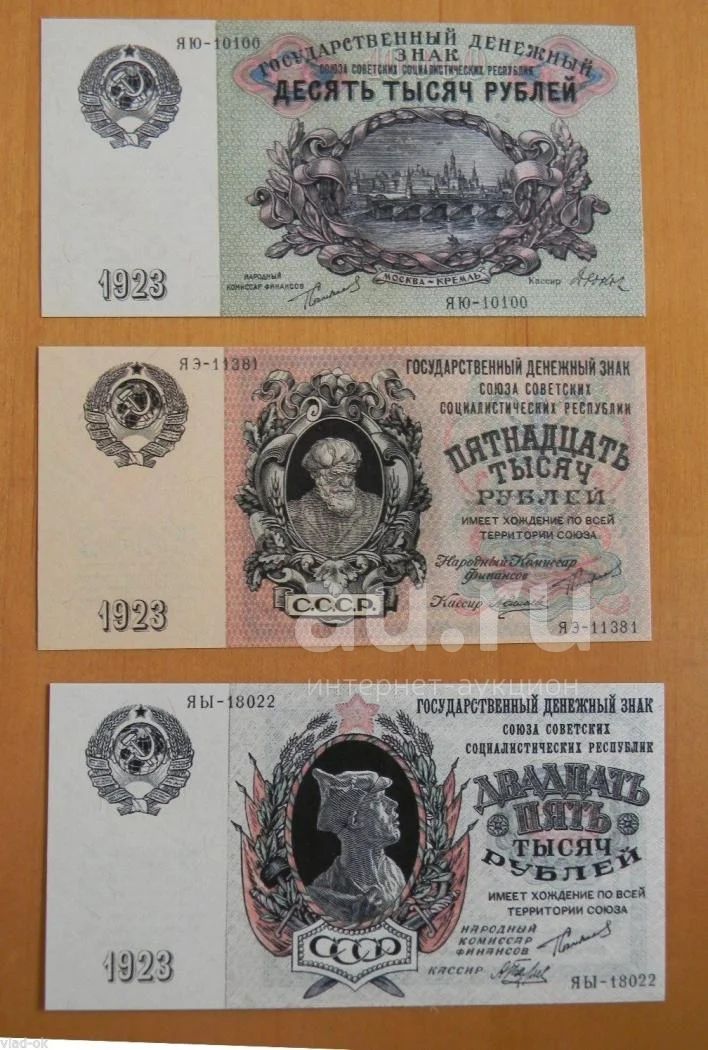 ЯЮ-10100
ГОСУДАРСТВЕННЫЙ ДЕНЕЖНЫЙ
ЗНАК
СОЮЗА СОВЕТСКИХ СОЦИАЛИСТИЧЕСКИХ РЕСПУБЛИК
ДЕСЯТЬ ТЫСЯЧ РУБЛЕЙ
1923
НАРОДНЫЙ
КОМИССАР ФИНАНСОВ
МОСКВА-КРЕМЛЬ
Кассир
ЯЮ-10100
ЯЭ-11381
ГОСУДАРСТВЕННЫЙ ДЕНЕЖНЫЙ ЗНАК
СОЮЗА СОВЕТСКИХ
СОЦИАЛИСТИЧЕСКИХ РЕСПУБЛИК
ПЯТНАДЦАТЬ
ТЫСЯЧ
РУБЛЕЙ
ИМЕЕТ ХОЖДЕНИЕ ПО ВСЕЙ
ТЕРРИТОРИИ СОЮЗА
Народный Комиссар
Финансов
Кассир
С.С.С.Р.
1923
ЯЭ-11381
ad.ru
интернет-аукцион
ЯЫ-18022
ГОСУДАРСТВЕННЫЙ ДЕНЕЖНЫЙ ЗНАК
СОЮЗА СОВЕТСКИХ
СОЦИАЛИСТИЧЕСКИХ РЕСПУБЛИК
ДВАДЦАТЬ
ПЯТЬ
ТЫСЯЧ
РУБЛЕЙ
ИМЕЕТ ХОЖДЕНИЕ ПО ВСЕЙ
ТЕРРИТОРИИ СОЮЗА
НАРОДНЫЙ
КОМИССАР
ФИНАНСОВ
КАССИР
СССР
1923
ЯЫ-18022
vlad-ok